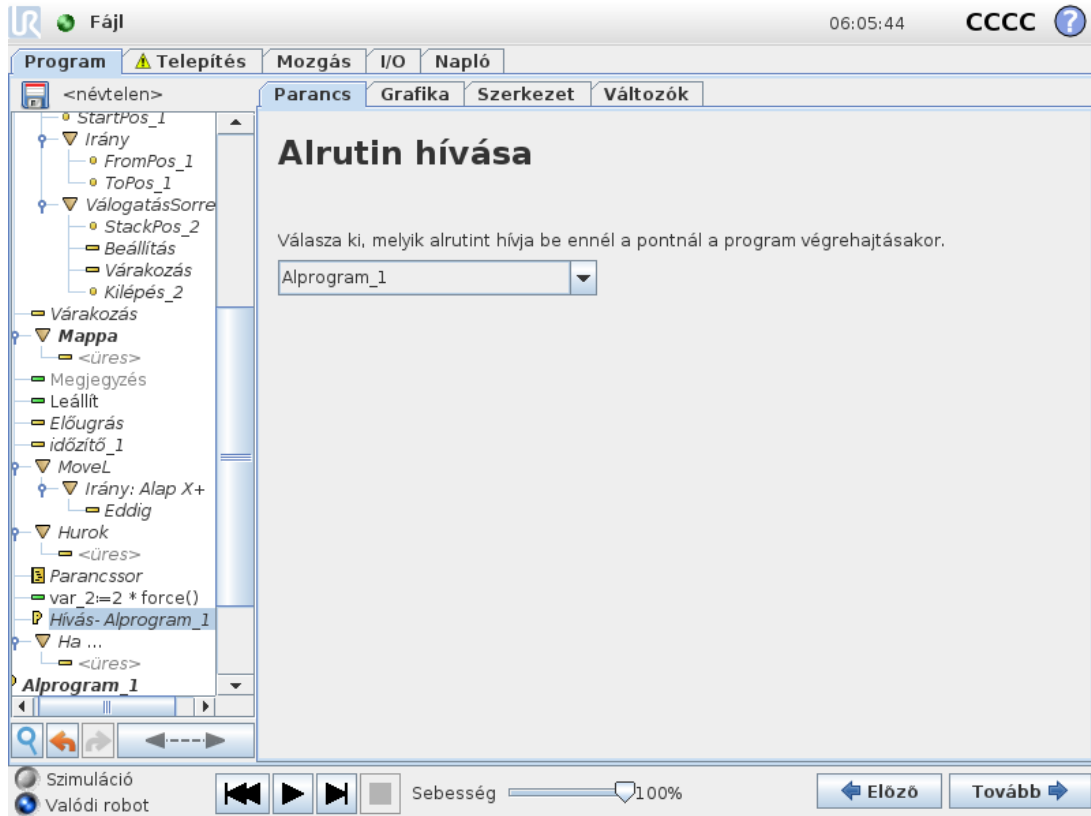 UR Fájl 06:05:44 CCCC ?
Program Telepítés Mozgás I/O Napló
<névtelen>
Parancs Grafika Szerkezet Változók
StartPos_1
Irány
FromPos_1
ToPos_1
VálogatásSorre
StackPos_2
Beállítás
Várakozás
Kilépés_2
Várakozás
Mappa
<üres>
Megjegyzés
Leállít
Előugrás
időzítő_1
MoveL
Irány: Alap X+
Eddig
Hurok
<üres>
Parancssor
var_2:=2 * force()
Hívás- Alprogram_1
Ha ...
<üres>
Alprogram_1
Alrutin hívása
Válasza ki, melyik alrutint hívja be ennél a pontnál a program végrehajtásakor.
Alprogram_1
Szimuláció
Valódi robot
Sebesség 100%
Előző Tovább